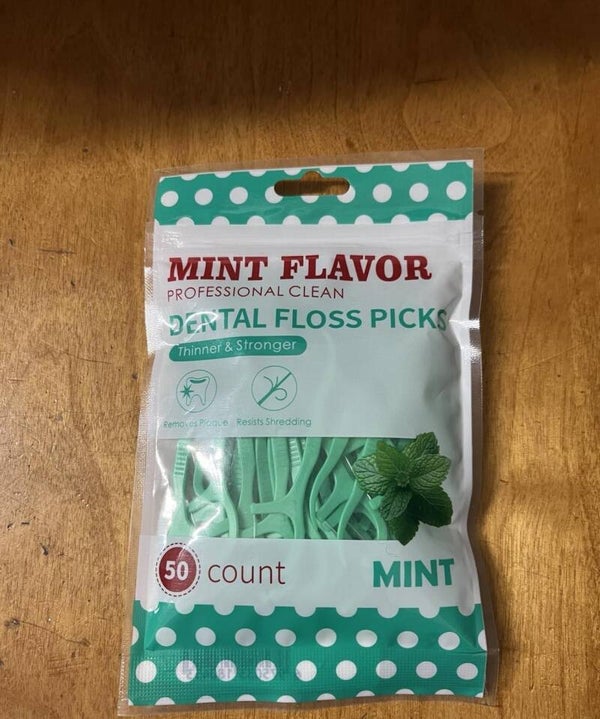 MINT FLAVOR
PROFESSIONAL CLEAN
DENTAL FLOSS PICKS
Thinner & Stronger
Removes Plaque Resists Shredding
50 count
MINT